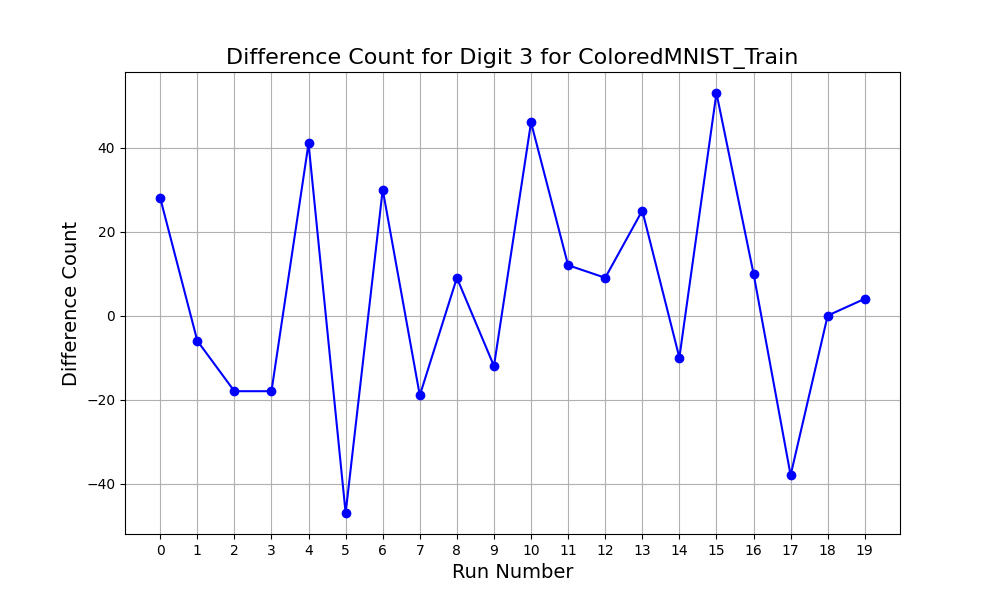 Difference Count for Digit 3 for ColoredMNIST_Train
Difference Count
40
20
0
−20
−40
0 1 2 3 4 5 6 7 8 9 10 11 12 13 14 15 16 17 18 19
Run Number